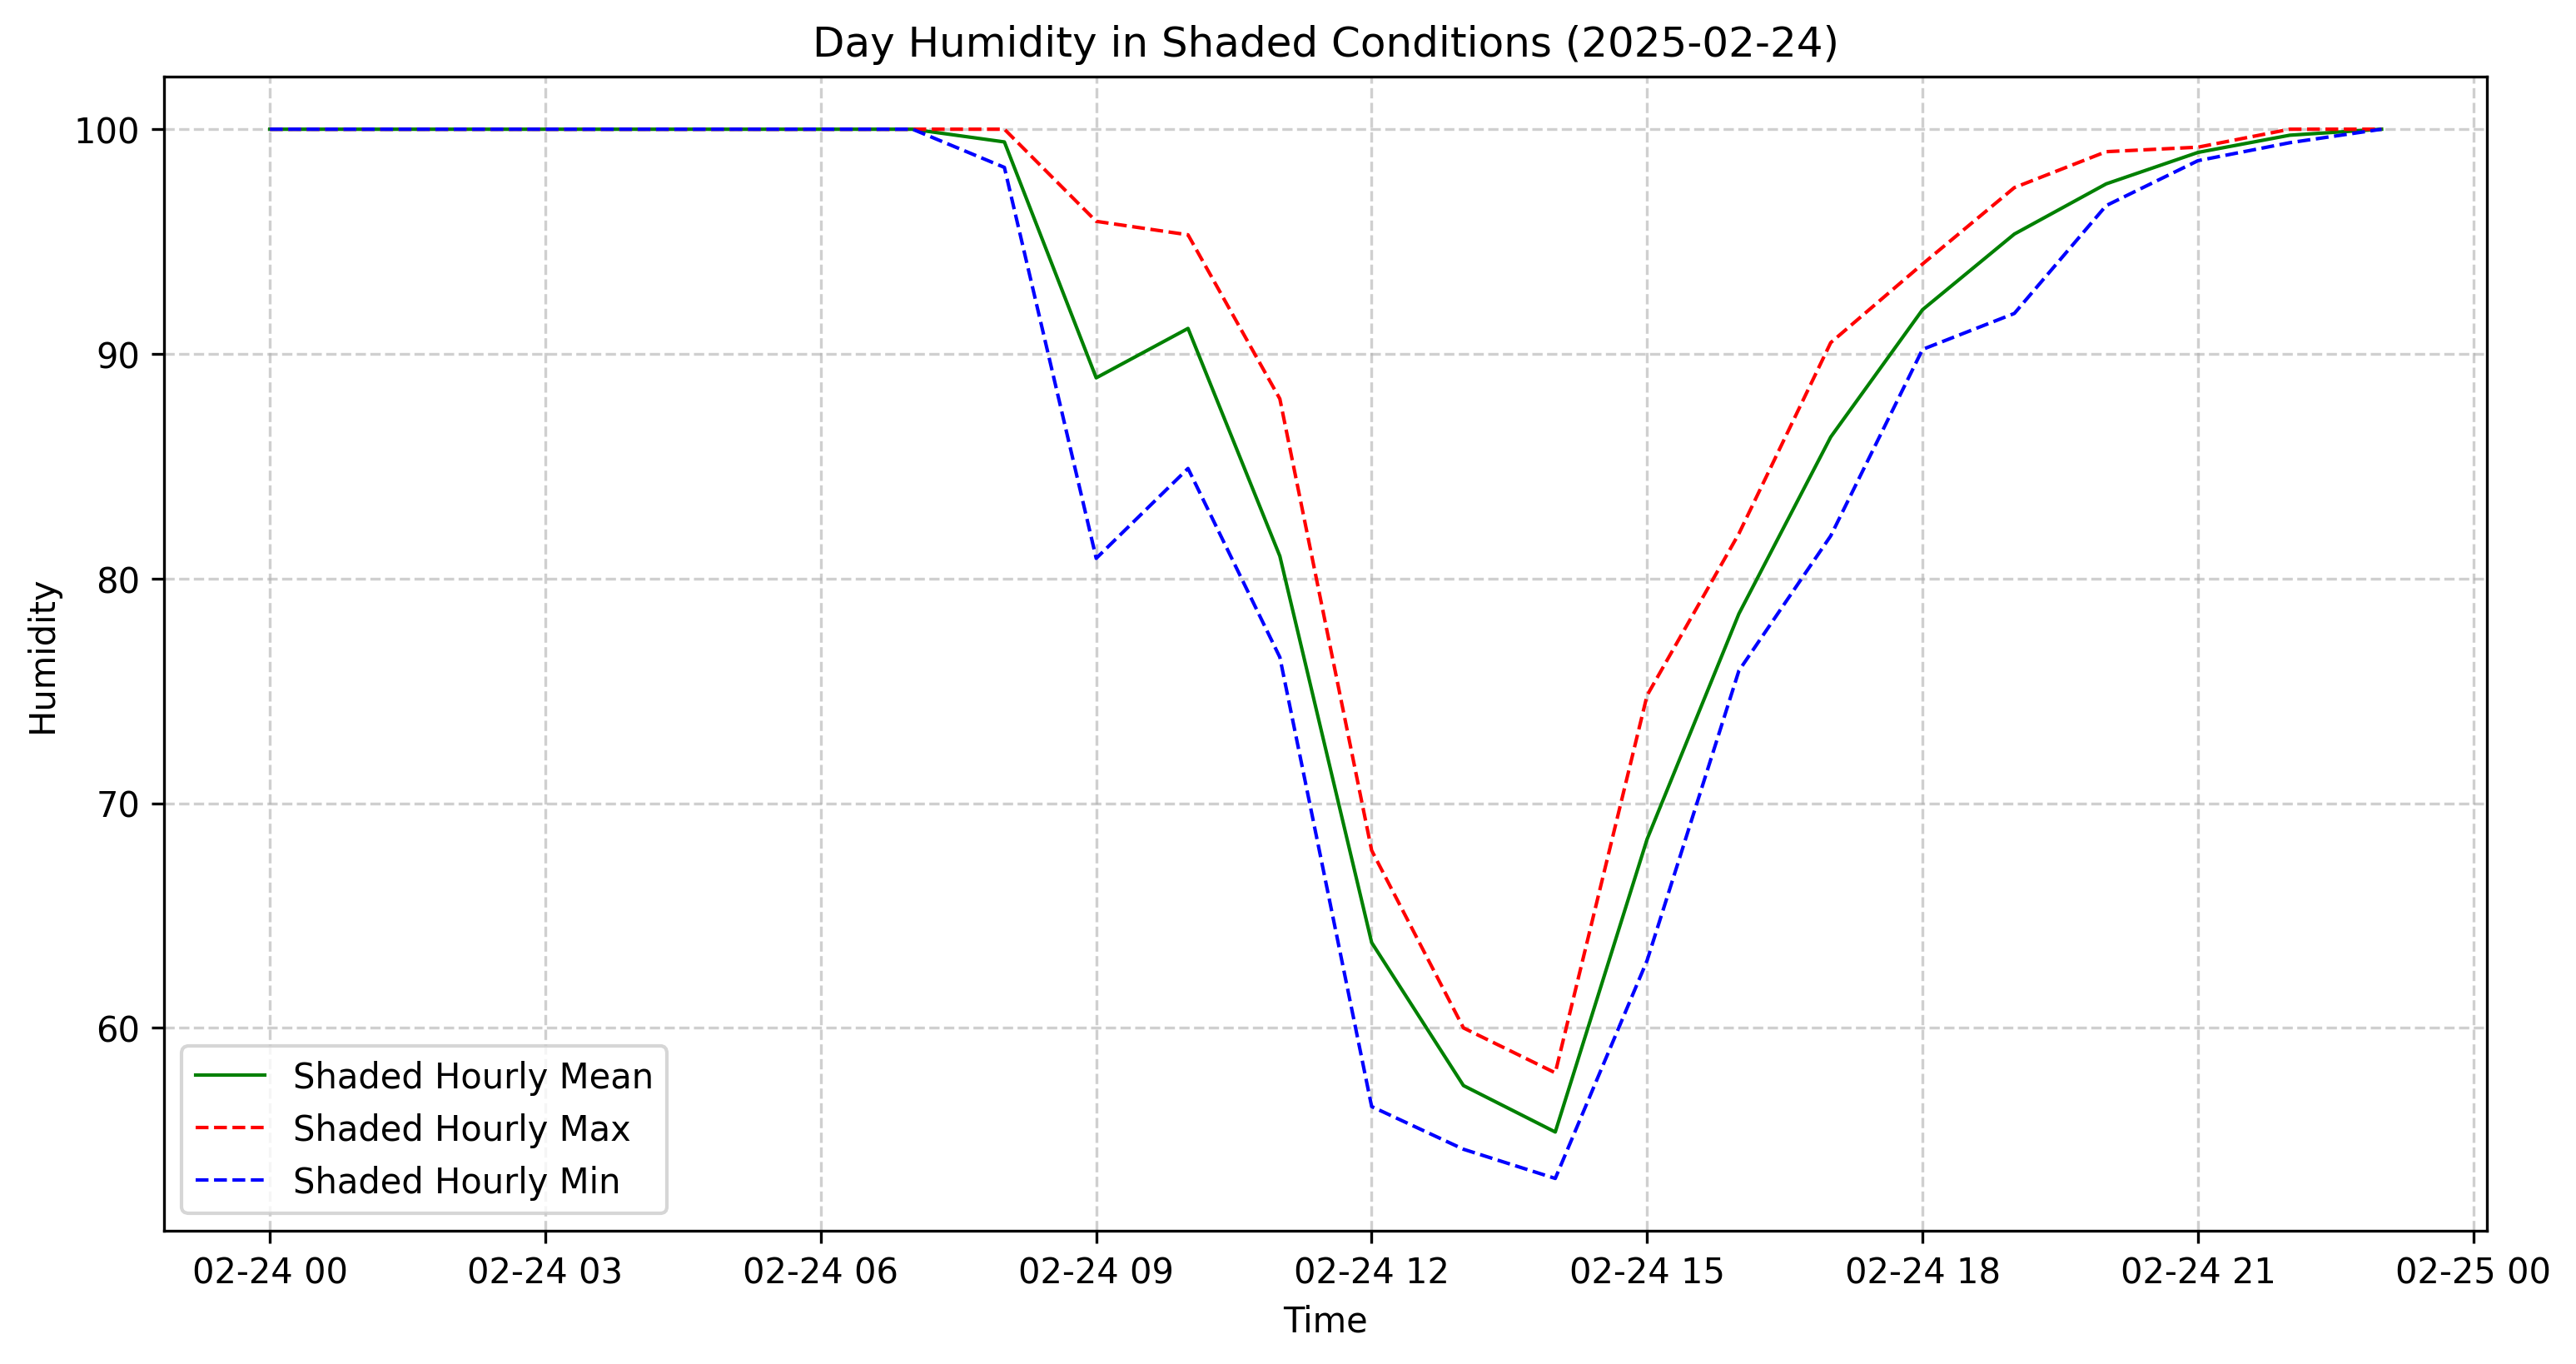 Day Humidity in Shaded Conditions (2025-02-24)
100
90
80
70
60
Humidity
Shaded Hourly Mean
Shaded Hourly Max
Shaded Hourly Min
02-24 00 02-24 03 02-24 06 02-24 09 02-24 12 02-24 15 02-24 18 02-24 21 02-25 00
Time